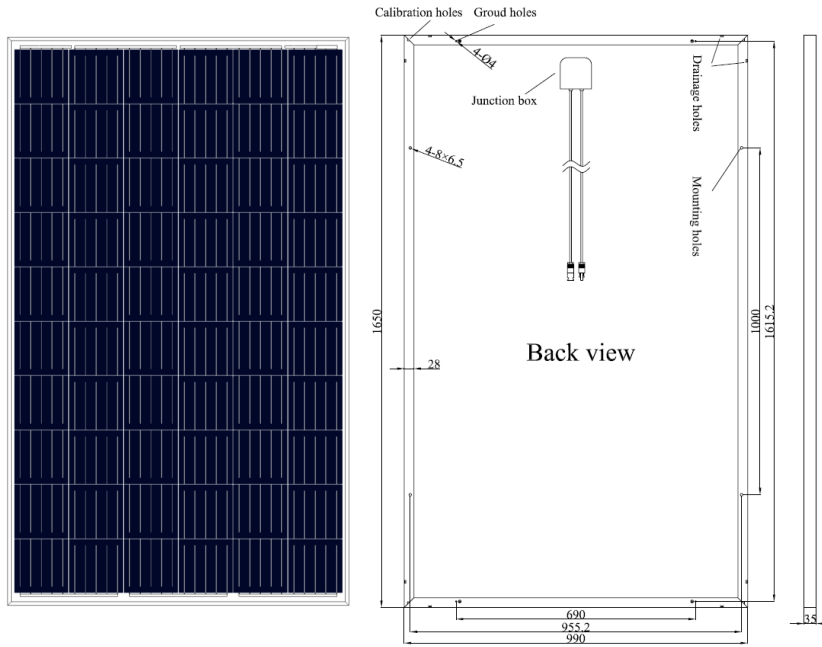 Calibration holes
Groud holes
4-Ø4
Drainage holes
Junction box
4-8×6.5
Mounting holes
1650
1000
1615.2
Back view
28
690
955.2
990
35